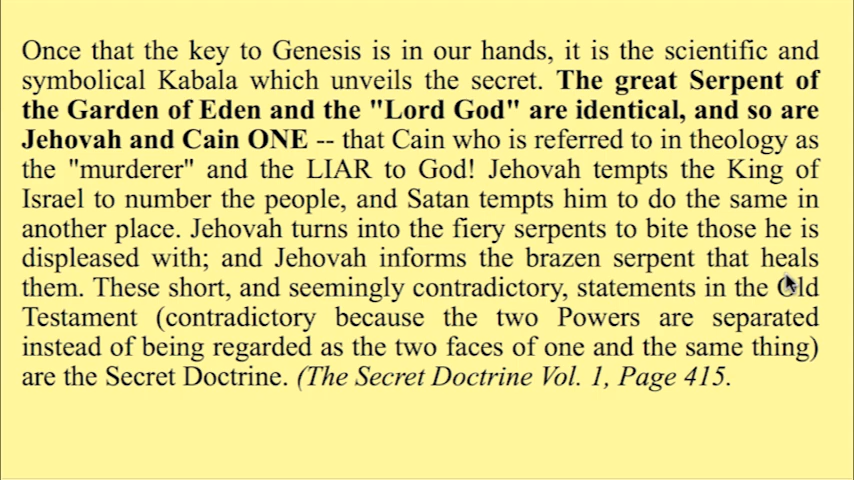 Once that the key to Genesis is in our hands, it is the scientific and
symbolical Kabala which unveils the secret. The great Serpent of
the Garden of Eden and the "Lord God" are identical, and so are
Jehovah and Cain ONE -- that Cain who is referred to in theology as
the "murderer" and the LIAR to God! Jehovah tempts the King of
Israel to number the people, and Satan tempts him to do the same in
another place. Jehovah turns into the fiery serpents to bite those he is
displeased with; and Jehovah informs the brazen serpent that heals
them. These short, and seemingly contradictory, statements in the Old
Testament (contradictory because the two Powers are separated
instead of being regarded as the two faces of one and the same thing)
are the Secret Doctrine. (The Secret Doctrine Vol. 1, Page 415.